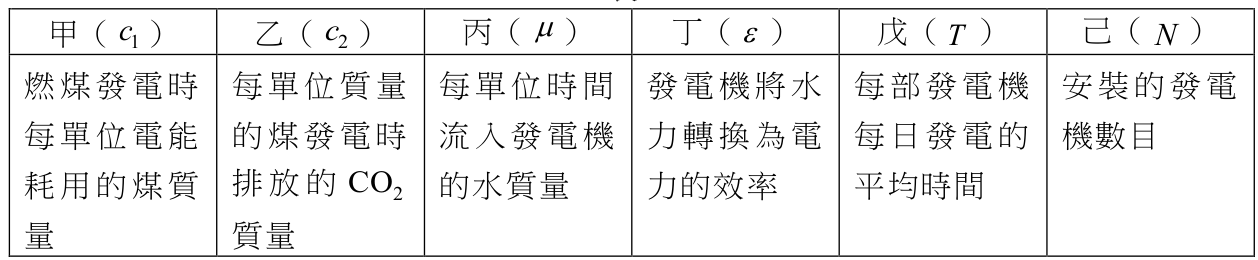 甲（c₁） 乙（c₂） 丙（μ） 丁（ε） 戊（T） 己（N）
燃煤發電時 每單位質量 每單位時間 發電機將水 每部發電機 安裝的發電
每單位電能 的煤發電時 流入發電機 力轉換為電 每日發電的 機數目
耗用的煤質 排放的 CO₂ 的水質量 力的效率 平均時間
量 質量